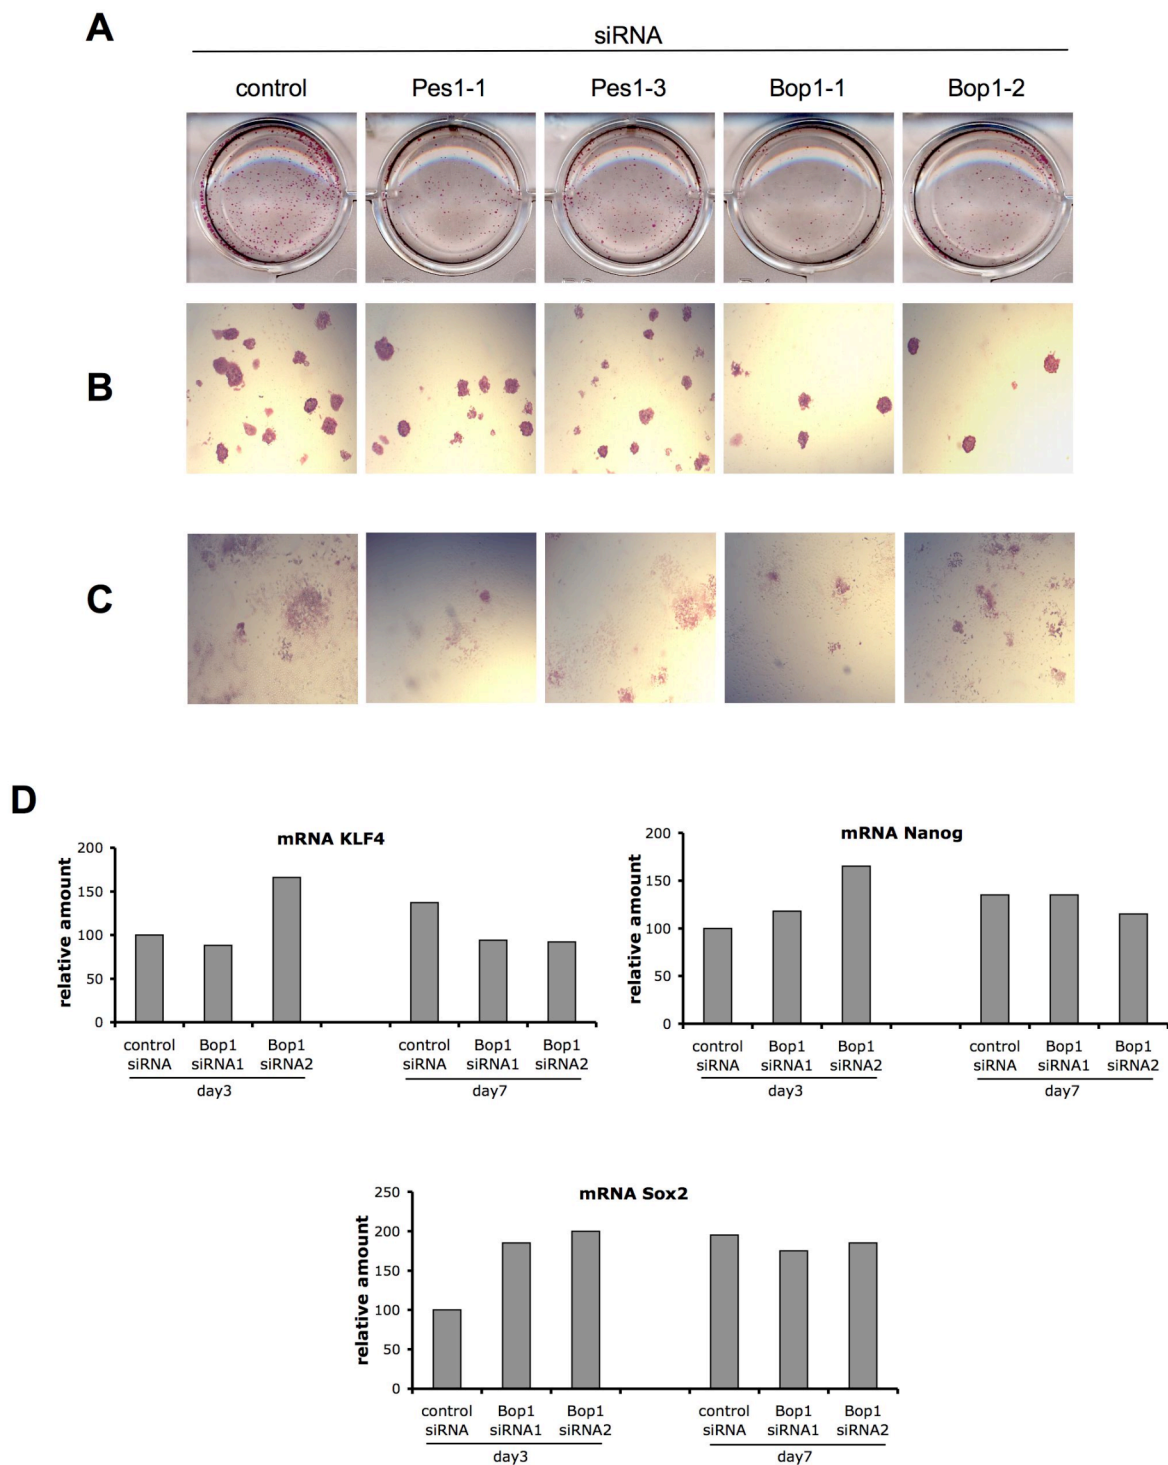 A
siRNA
control Pes1-1 Pes1-3 Bop1-1 Bop1-2
B
C
D
mRNA KLF4
relative amount
200
150
100
50
0
control siRNA Bop1 siRNA1 Bop1 siRNA2 control siRNA Bop1 siRNA1 Bop1 siRNA2
day3 day7
mRNA Nanog
relative amount
200
150
100
50
0
control siRNA Bop1 siRNA1 Bop1 siRNA2 control siRNA Bop1 siRNA1 Bop1 siRNA2
day3 day7
mRNA Sox2
relative amount
250
200
150
100
50
0
control siRNA Bop1 siRNA1 Bop1 siRNA2 control siRNA Bop1 siRNA1 Bop1 siRNA2
day3 day7